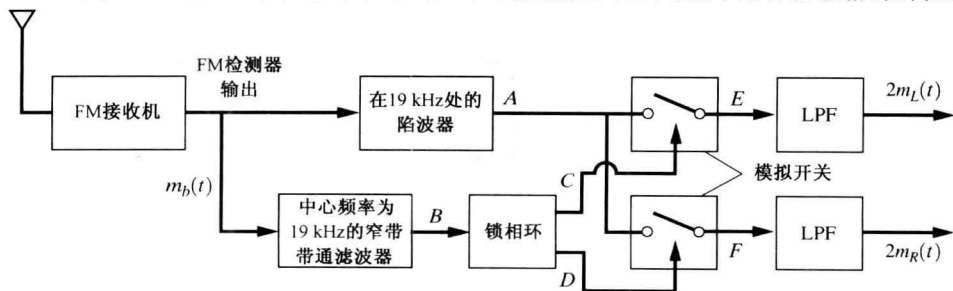 FM接收机
FM检测器
输出
在19 kHz处的
陷波器
A
E
LPF
2m_L(t)
模拟开关
C
m_b(t)
中心频率为
19 kHz的窄带
带通滤波器
B
锁相环
D
F
LPF
2m_R(t)